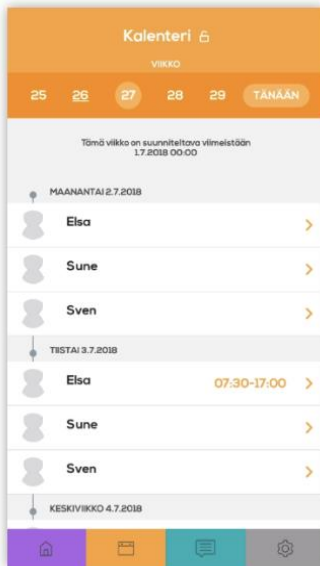 Kalenteri
VIIKKO
25 26 27 28 29 TÄNÄÄN
Tämä viikko on suunniteltava viimeistään
1.7.2018 00:00
MAANANTAI 2.7.2018
Elsa
Sune
Sven
TIISTAI 3.7.2018
Elsa 07:30-17:00
Sune
Sven
KESKIVIIKKO 4.7.2018